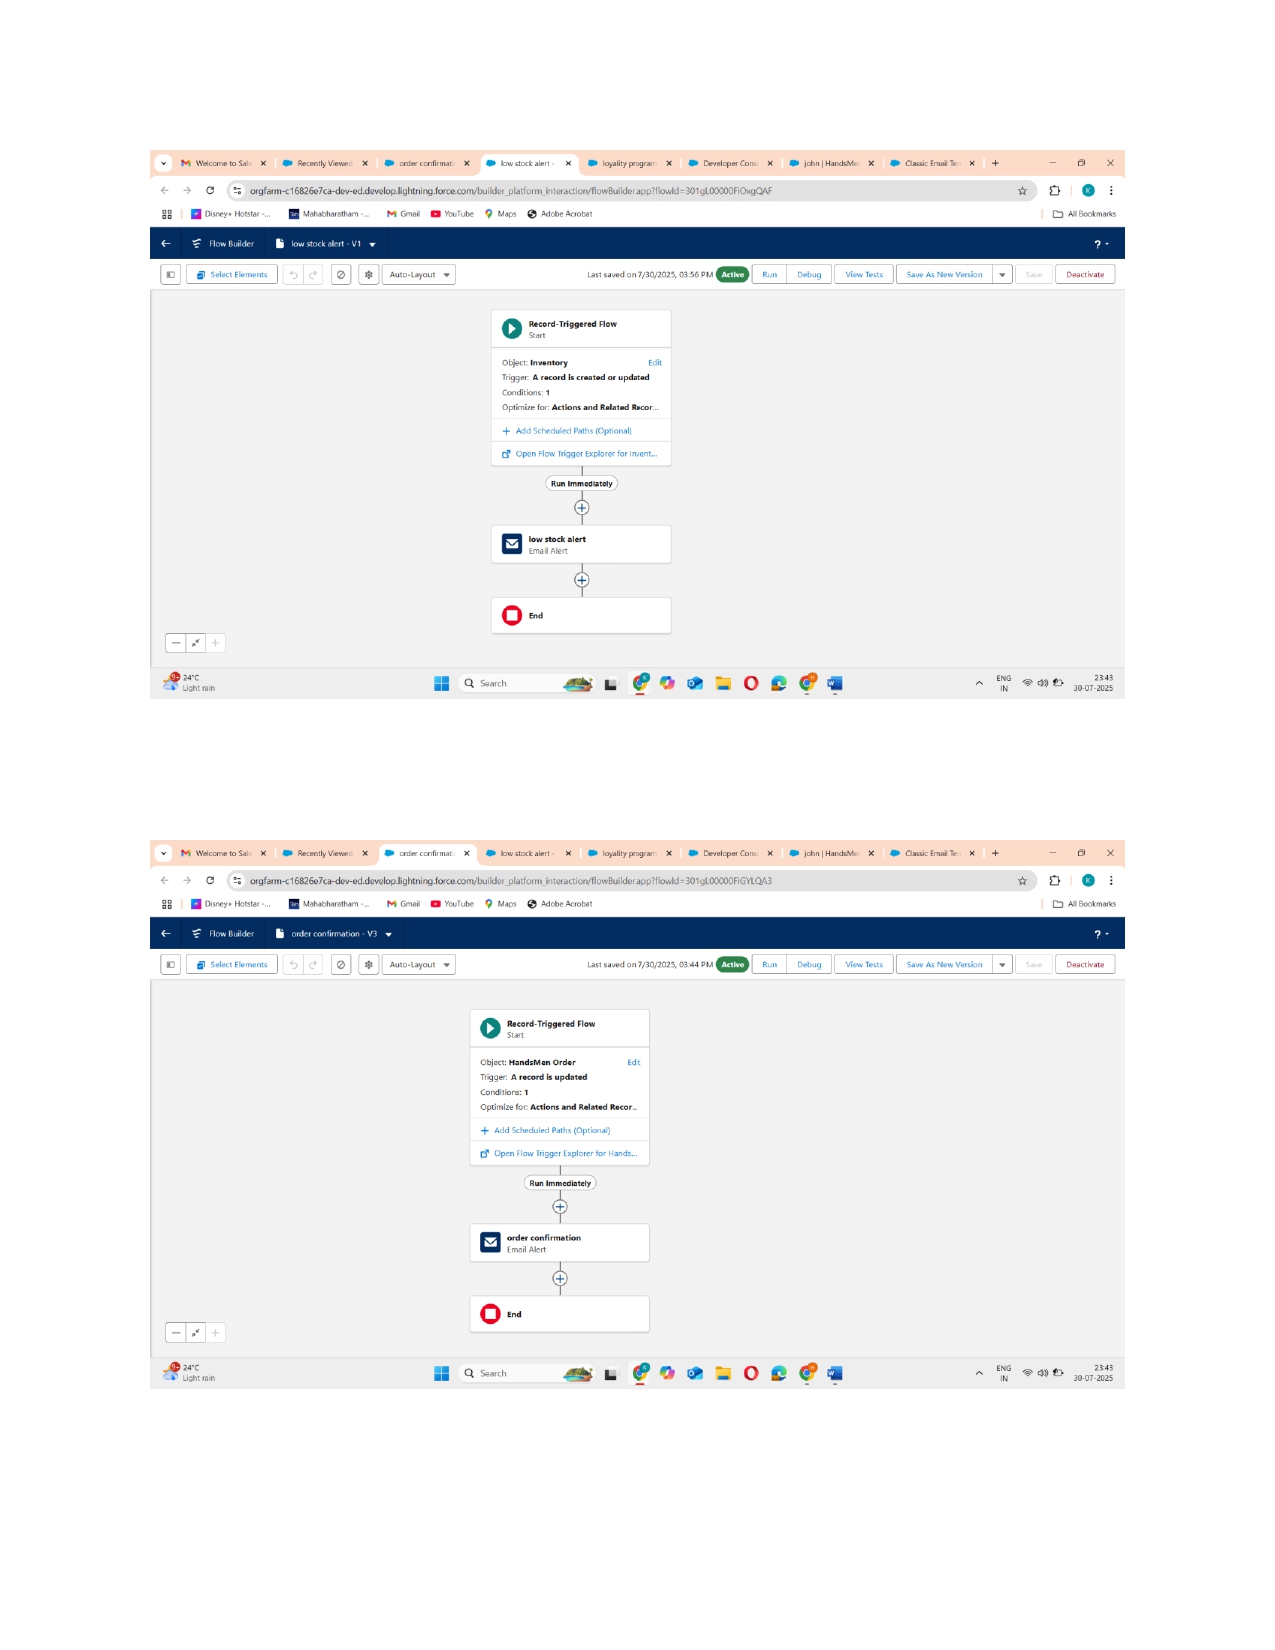 Welcome to Sal
Recently Viewed
order confirmati
low stock alert -
loyality program
Developer Cons
john | HandsMe
Classic Email Tem
orgfarm-c16826e7ca-dev-ed.develop.lightning.force.com/builder_platform_interaction/flowBuilder.app?flowId=301gL00000FiOxgQAF
K
Disney+ Hotstar -...
Mahabharatham -...
Gmail
YouTube
Maps
Adobe Acrobat
All Bookmarks
Flow Builder
low stock alert - V1
?
Select Elements
Auto-Layout
Last saved on 7/30/2025, 03:56 PM
Active
Run
Debug
View Tests
Save As New Version
Save
Deactivate
Record-Triggered Flow
Start
Object: Inventory
Edit
Trigger: A record is created or updated
Conditions: 1
Optimize for: Actions and Related Recor...
Add Scheduled Paths (Optional)
Open Flow Trigger Explorer for Invent...
Run Immediately
low stock alert
Email Alert
End
9+
24°C
Light rain
Search
ENG
IN
23:43
30-07-2025
Welcome to Sal
Recently Viewed
order confirmati
low stock alert -
loyality program
Developer Cons
john | HandsMe
Classic Email Tem
orgfarm-c16826e7ca-dev-ed.develop.lightning.force.com/builder_platform_interaction/flowBuilder.app?flowId=301gL00000FiGYLQA3
K
Disney+ Hotstar -...
Mahabharatham -...
Gmail
YouTube
Maps
Adobe Acrobat
All Bookmarks
Flow Builder
order confirmation - V3
?
Select Elements
Auto-Layout
Last saved on 7/30/2025, 03:44 PM
Active
Run
Debug
View Tests
Save As New Version
Save
Deactivate
Record-Triggered Flow
Start
Object: HandsMen Order
Edit
Trigger: A record is updated
Conditions: 1
Optimize for: Actions and Related Recor...
Add Scheduled Paths (Optional)
Open Flow Trigger Explorer for Hands...
Run Immediately
order confirmation
Email Alert
End
9+
24°C
Light rain
Search
ENG
IN
23:43
30-07-2025